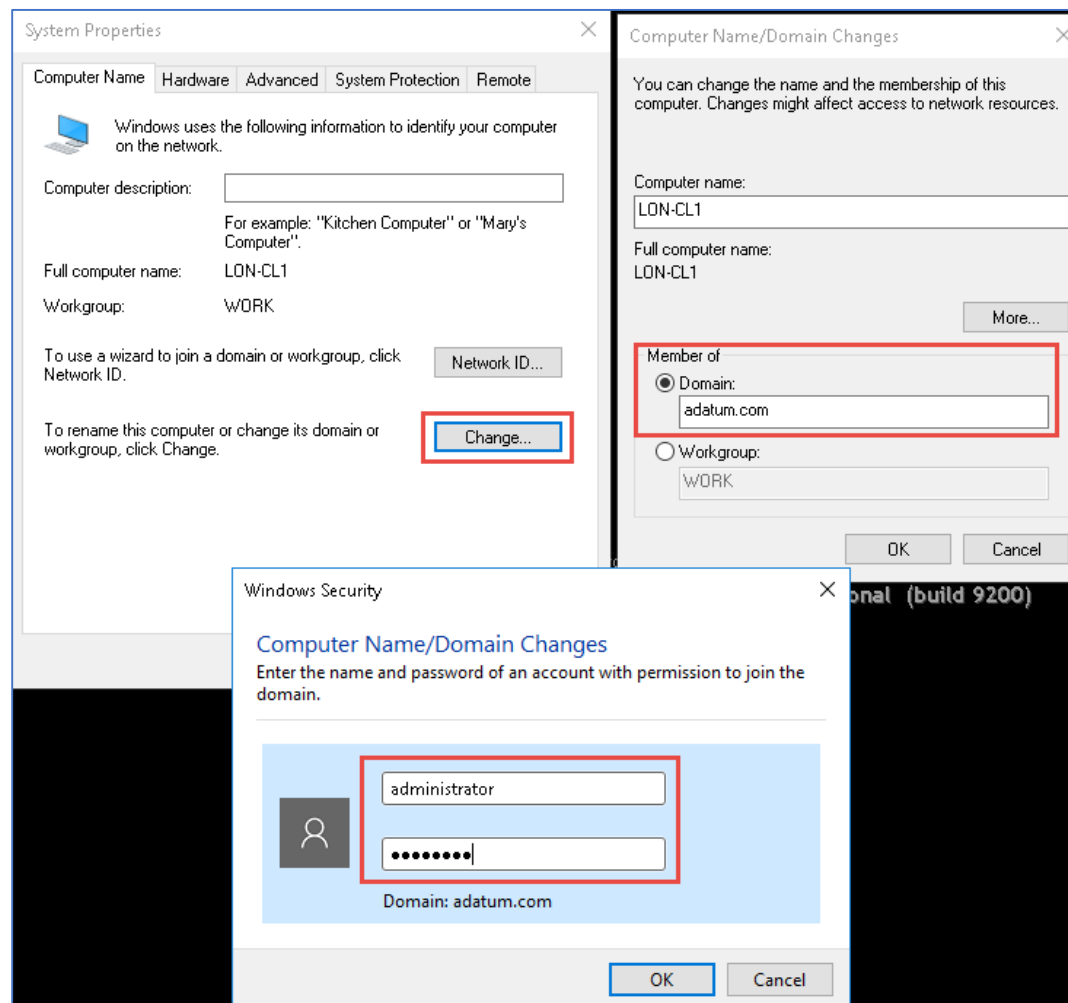 System Properties
Computer Name
Hardware
Advanced
System Protection
Remote
Windows uses the following information to identify your computer
on the network.
Computer description:
For example: "Kitchen Computer" or "Mary's
Computer".
Full computer name:
LON-CL1
Workgroup:
WORK
To use a wizard to join a domain or workgroup, click
Network ID.
Network ID...
To rename this computer or change its domain or
workgroup, click Change.
Change...
Computer Name/Domain Changes
You can change the name and the membership of this
computer. Changes might affect access to network resources.
Computer name:
LON-CL1
Full computer name:
LON-CL1
More...
Member of
Domain:
adatum.com
Workgroup:
WORK
OK
Cancel
(build 9200)
Windows Security
Computer Name/Domain Changes
Enter the name and password of an account with permission to join the
domain.
administrator
●●●●●●●●
Domain: adatum.com
OK
Cancel